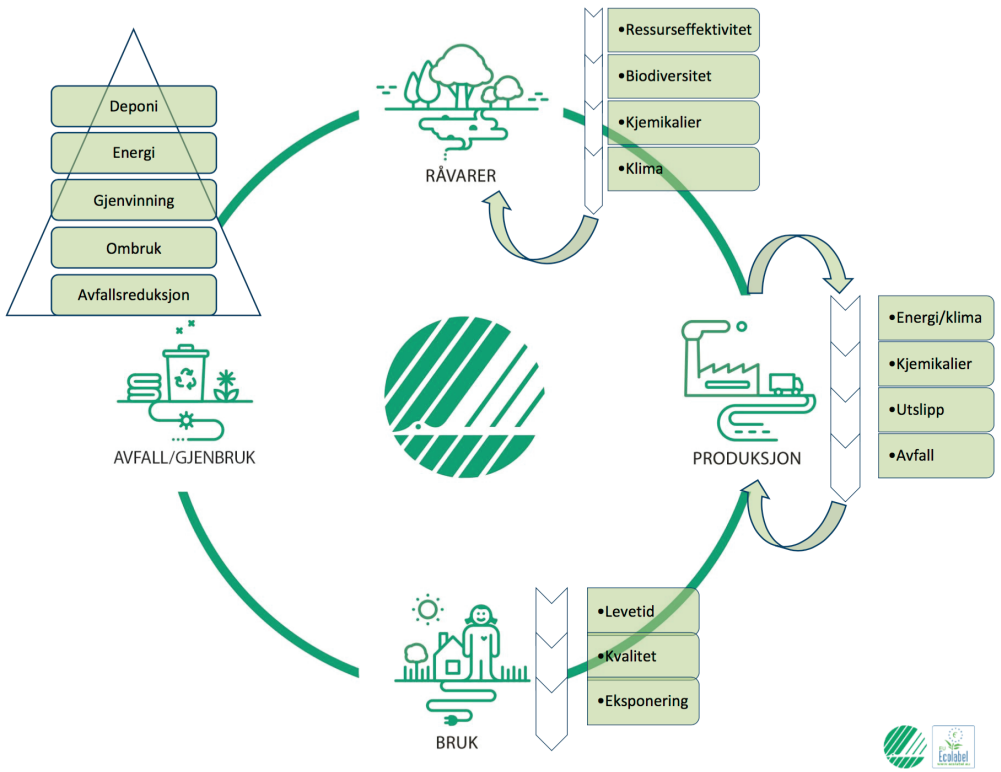 •Ressurseffektivitet
•Biodiversitet
•Kjemikalier
•Klima
RÅVARER
Deponi
Energi
Gjenvinning
Ombruk
Avfallsreduksjon
AVFALL/GJENBRUK
•Energi/klima
•Kjemikalier
•Utslipp
•Avfall
PRODUKSJON
•Levetid
•Kvalitet
•Eksponering
BRUK
Ecolabel